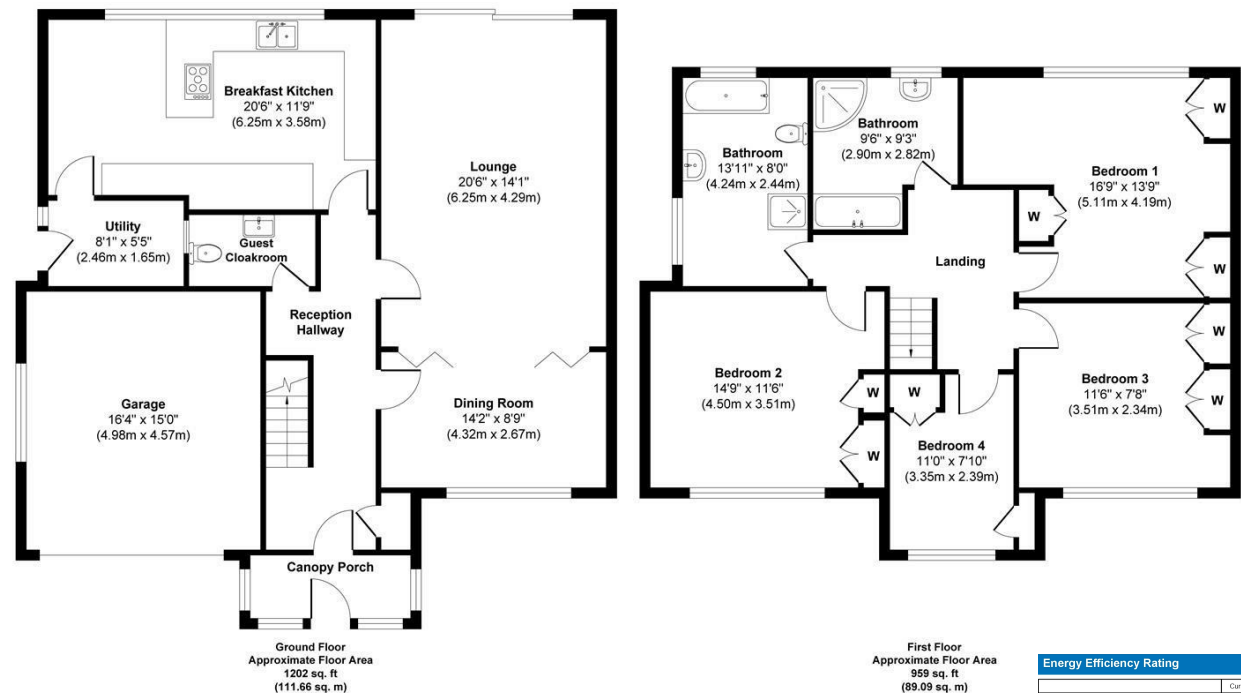 Breakfast Kitchen
20'6" x 11'9"
(6.25m x 3.58m)
Lounge
20'6" x 14'1"
(6.25m x 4.29m)
Utility
8'1" x 5'5"
(2.46m x 1.65m)
Guest
Cloakroom
Reception
Hallway
Garage
16'4" x 15'0"
(4.98m x 4.57m)
Dining Room
14'2" x 8'9"
(4.32m x 2.67m)
Canopy Porch
Ground Floor
Approximate Floor Area
1202 sq. ft
(111.66 sq. m)
Bathroom
13'11" x 8'0"
(4.24m x 2.44m)
Bathroom
9'6" x 9'3"
(2.90m x 2.82m)
W
Bedroom 1
16'9" x 13'9"
(5.11m x 4.19m)
W
W
Landing
Bedroom 2
14'9" x 11'6"
(4.50m x 3.51m)
W
W
W
Bedroom 3
11'6" x 7'8"
(3.51m x 2.34m)
W
W
Bedroom 4
11'0" x 7'10"
(3.35m x 2.39m)
First Floor
Approximate Floor Area
959 sq. ft
(89.09 sq. m)
Energy Efficiency Rating